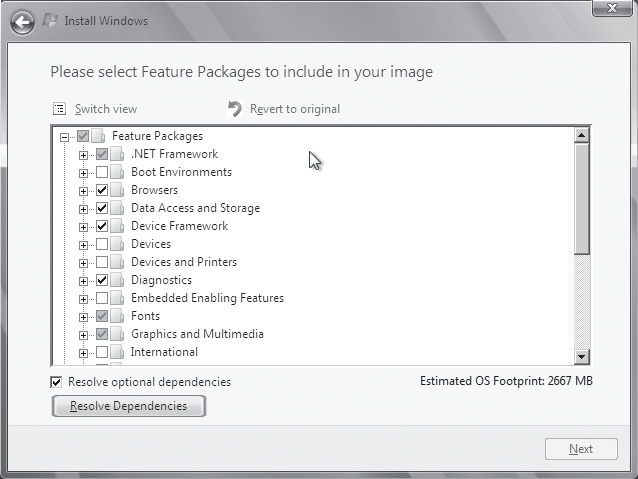 Install Windows
Please select Feature Packages to include in your image
Switch view
Revert to original
Feature Packages
.NET Framework
Boot Environments
Browsers
Data Access and Storage
Device Framework
Devices
Devices and Printers
Diagnostics
Embedded Enabling Features
Fonts
Graphics and Multimedia
International
Resolve optional dependencies
Estimated OS Footprint: 2667 MB
Resolve Dependencies
Next